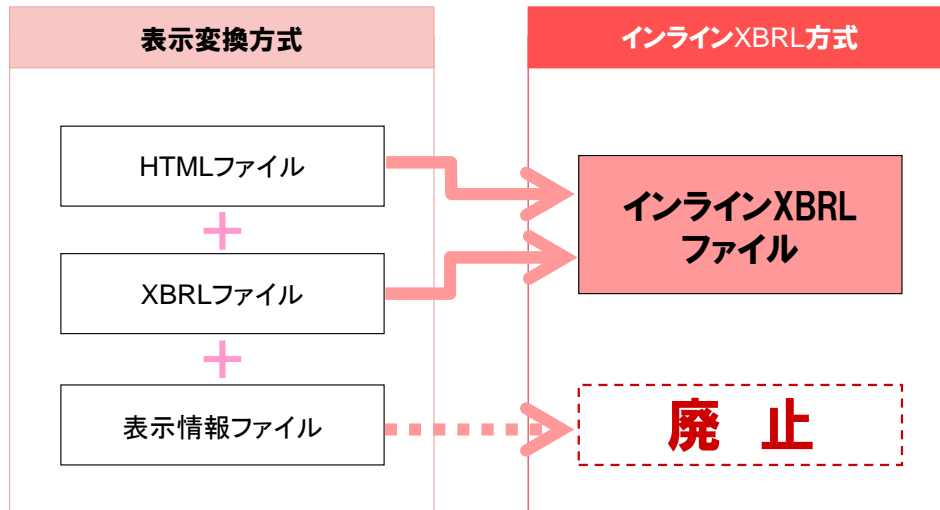 表示変換方式
インラインXBRL方式
HTMLファイル
+
XBRLファイル
+
表示情報ファイル
インラインXBRL
ファイル
廃 止